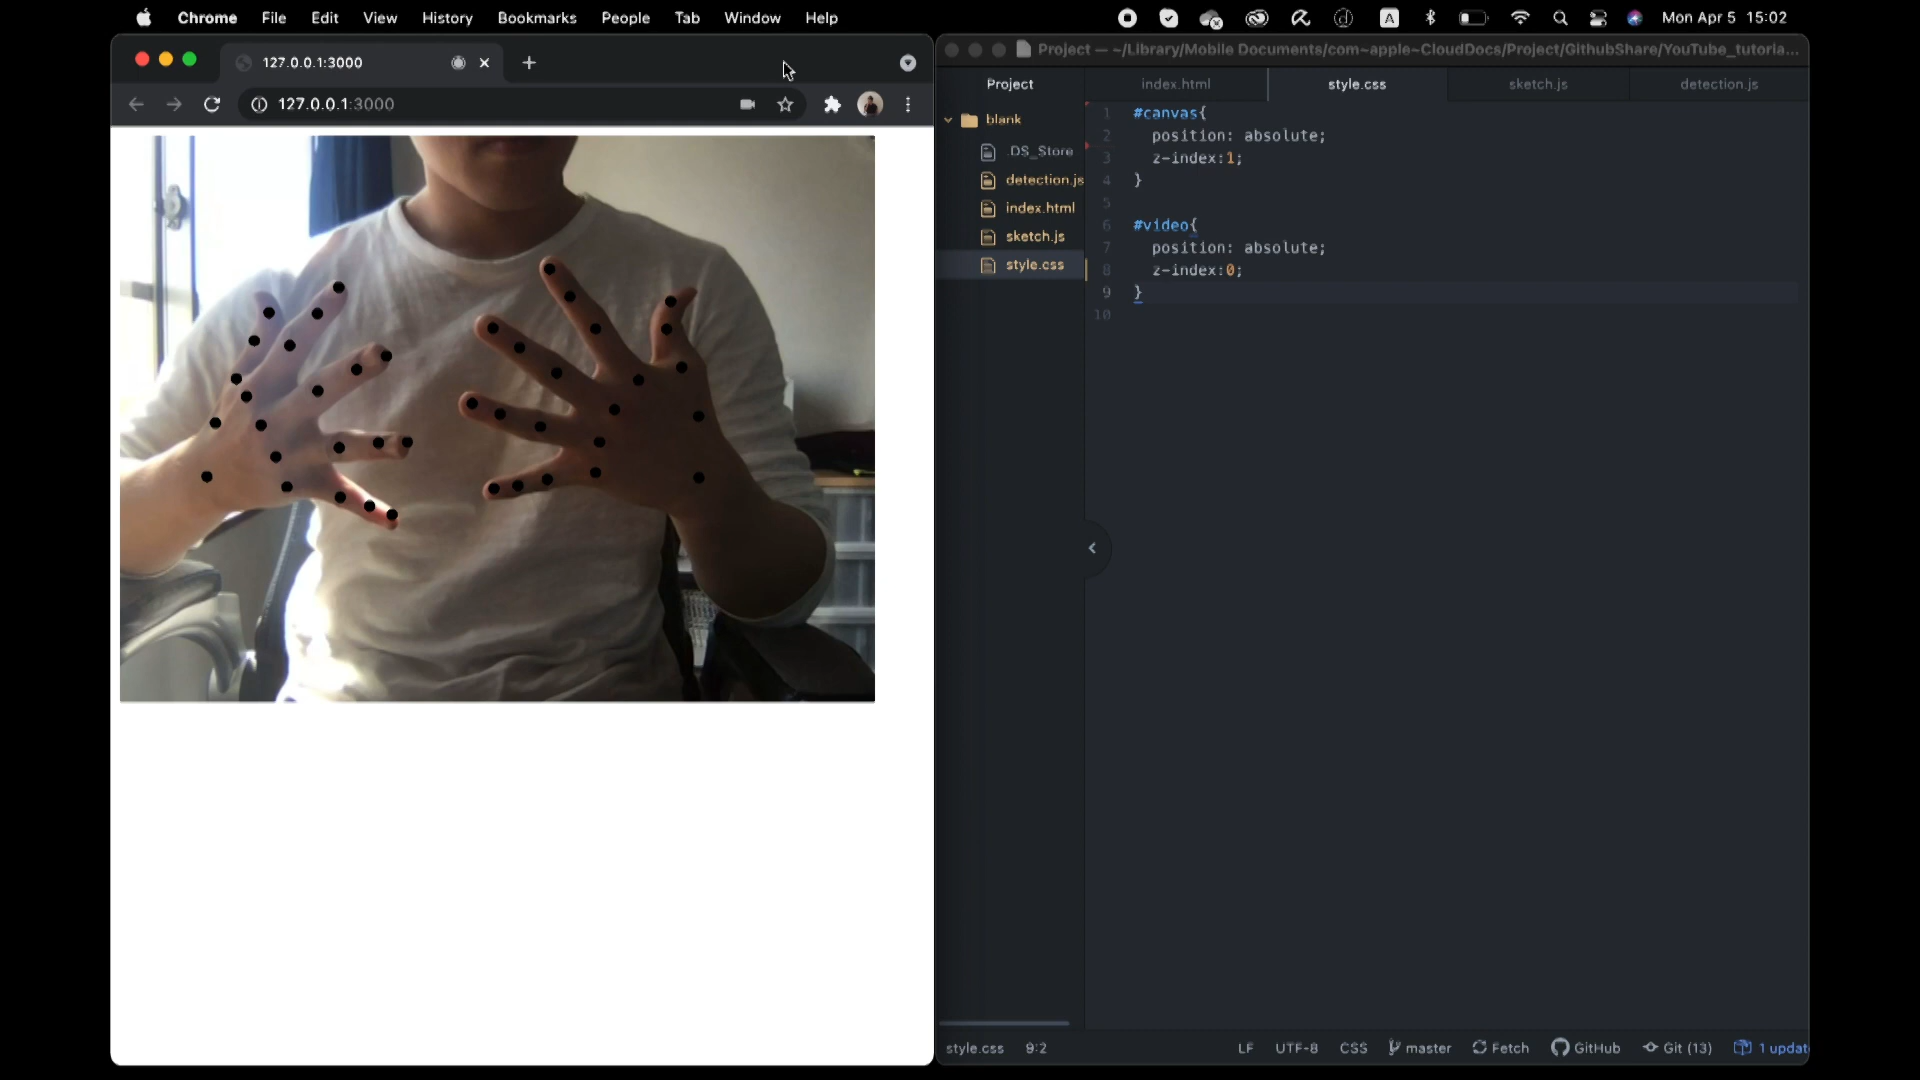 Chrome File Edit View History Bookmarks People Tab Window Help
A
Mon Apr 5 15:02
127.0.0.1:3000
127.0.0.1:3000
Project — ~/Library/Mobile Documents/com~apple~CloudDocs/Project/GithubShare/YouTube_tutoria...
Project
index.html
style.css
sketch.js
detection.js
blank
.DS_Store
detection.js
index.html
sketch.js
style.css
1 #canvas{
2 position: absolute;
3 z-index:1;
4 }
5
6 #video{
7 position: absolute;
8 z-index:0;
9 }
10
style.css 9:2
LF UTF-8 CSS master Fetch GitHub Git (13) 1 updat